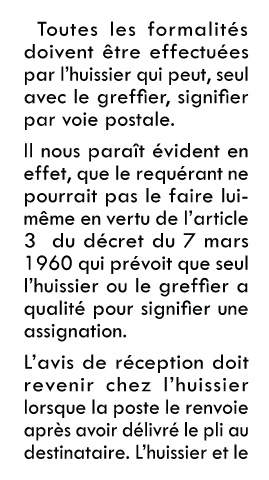 Toutes les formalités
doivent être effectuées
par l'huissier qui peut, seul
avec le greffier, signifier
par voie postale.
Il nous paraît évident en
effet, que le requérant ne
pourrait pas le faire lui-
même en vertu de l'article
3 du décret du 7 mars
1960 qui prévoit que seul
l'huissier ou le greffier a
qualité pour signifier une
assignation.
L'avis de réception doit
revenir chez l'huissier
lorsque la poste le renvoie
après avoir délivré le pli au
destinataire. L'huissier et le